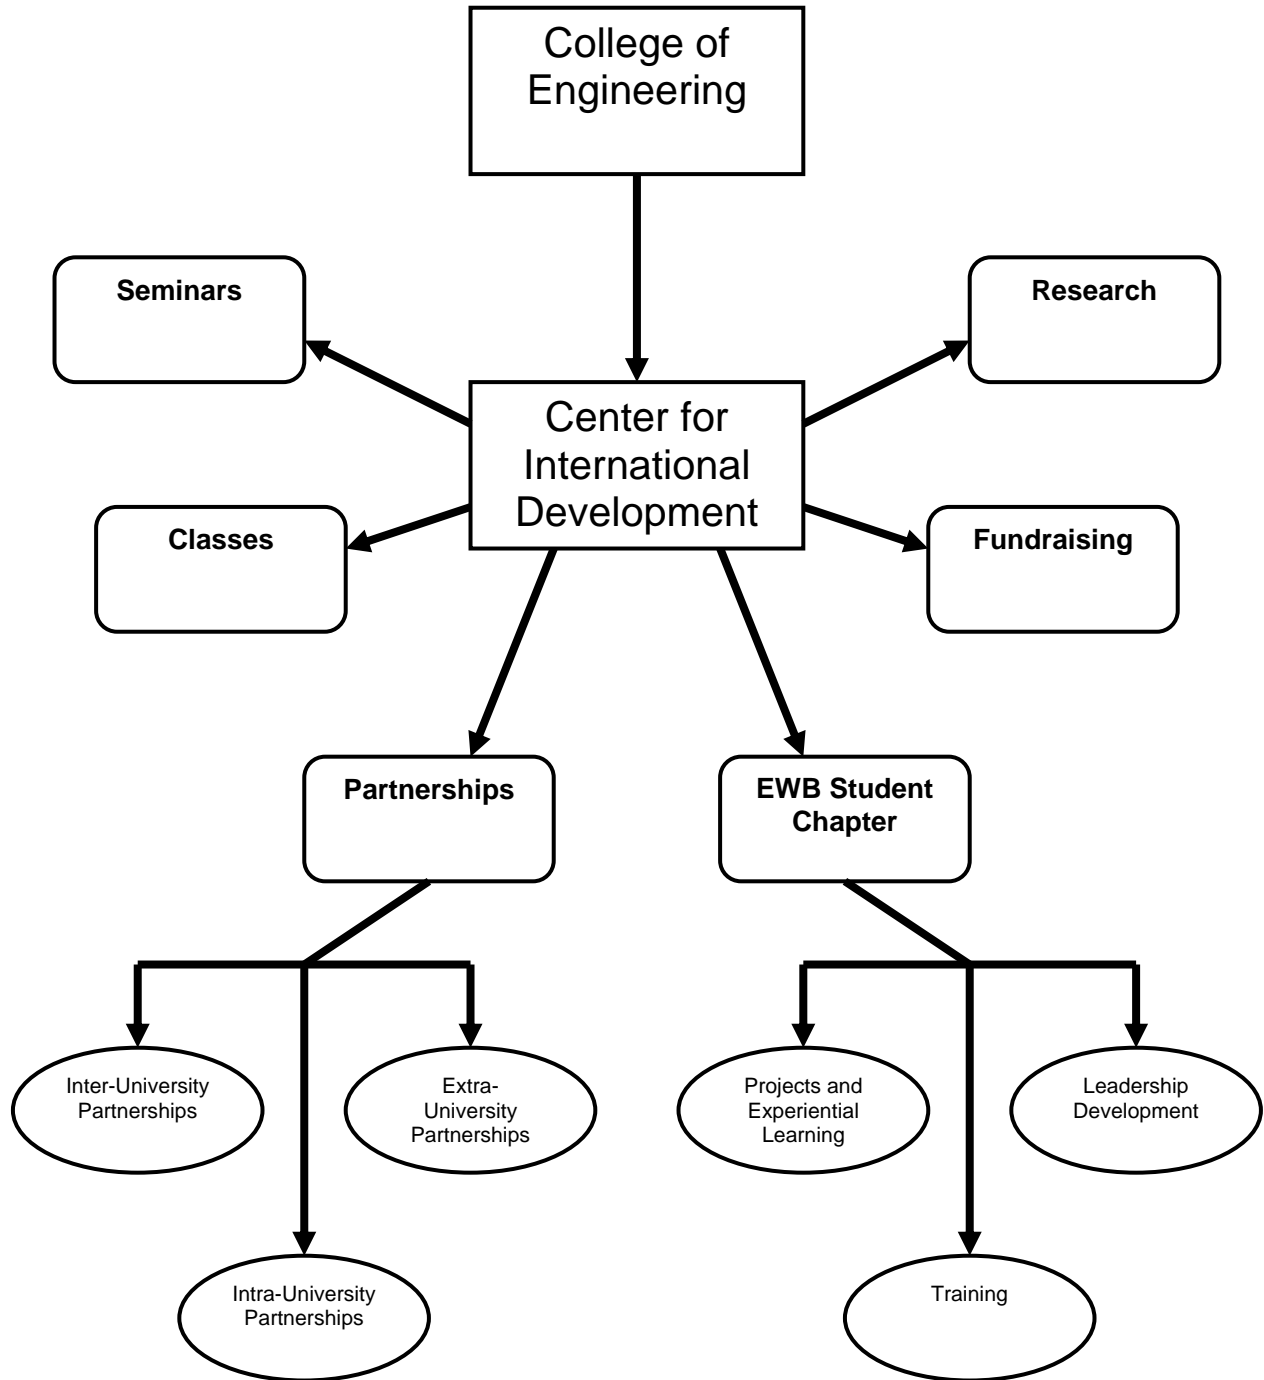 College of
Engineering
Seminars
Research
Center for
International
Development
Classes
Fundraising
Partnerships
EWB Student
Chapter
Inter-University
Partnerships
Extra-
University
Partnerships
Projects and
Experiential
Learning
Leadership
Development
Intra-University
Partnerships
Training